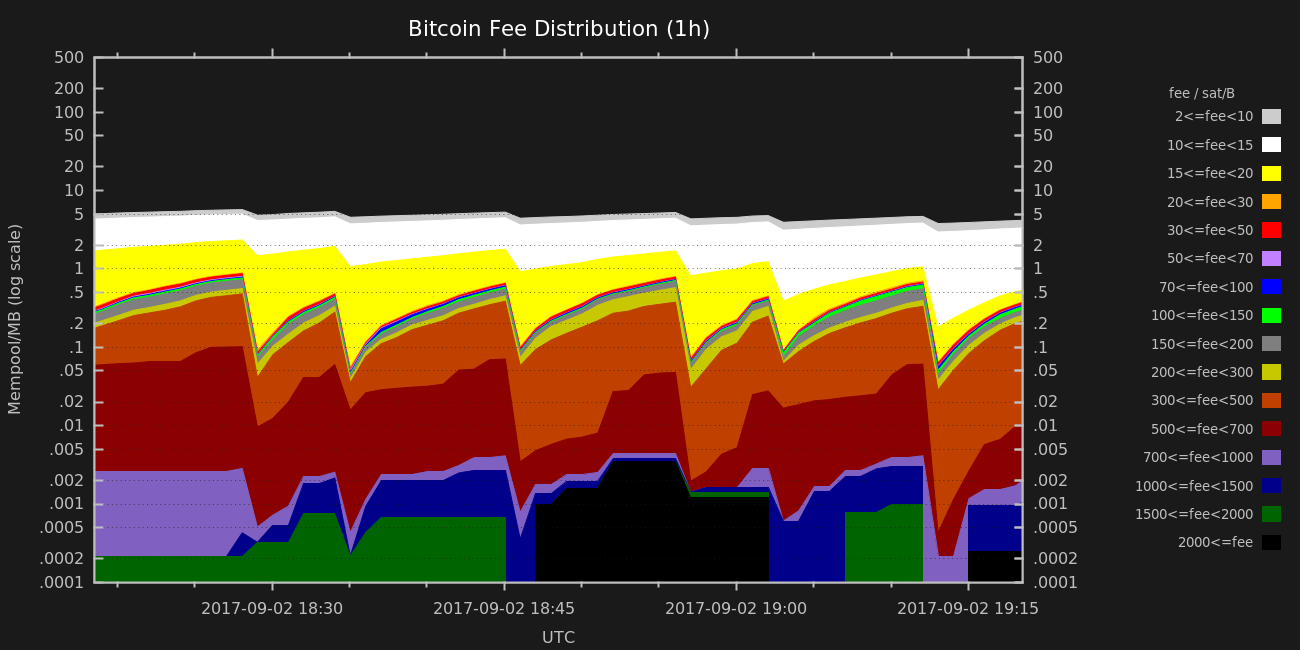 Bitcoin Fee Distribution (1h)
Mempool/MB (log scale)
500
200
100
50
20
10
5
2
1
.5
.2
.1
.05
.02
.01
.005
.002
.001
.0005
.0002
.0001
500
200
100
50
20
10
5
2
1
.5
.2
.1
.05
.02
.01
.005
.002
.001
.0005
.0002
.0001
2017-09-02 18:30
2017-09-02 18:45
2017-09-02 19:00
2017-09-02 19:15
UTC
fee / sat/B
2<=fee<10
10<=fee<15
15<=fee<20
20<=fee<30
30<=fee<50
50<=fee<70
70<=fee<100
100<=fee<150
150<=fee<200
200<=fee<300
300<=fee<500
500<=fee<700
700<=fee<1000
1000<=fee<1500
1500<=fee<2000
2000<=fee